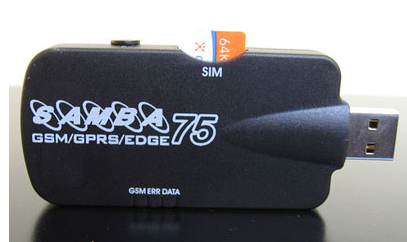 64k
SIM
SAMBA 75
GSM/GPRS/EDGE
GSM ERR DATA